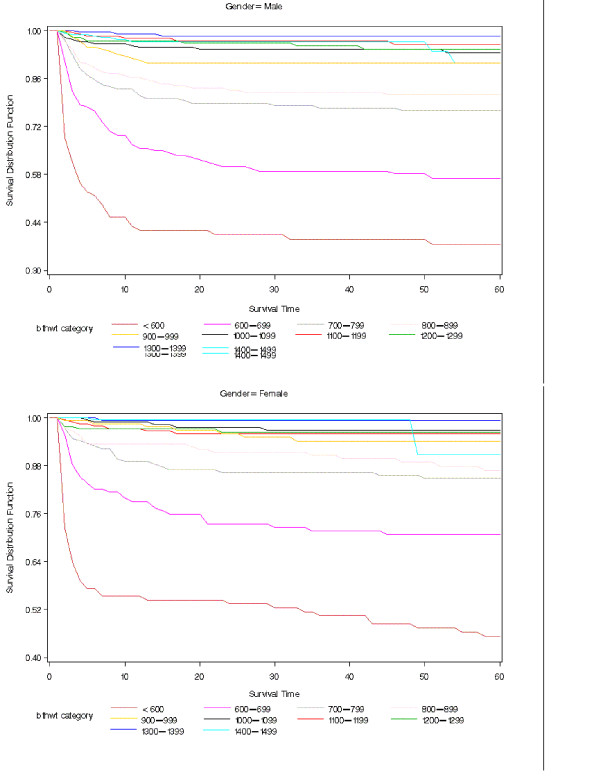 Gender= Male
1.00
0.86
0.72
0.58
0.44
0.30
Survival Distribution Function
0 10 20 30 40 50 60
Survival Time
bthwt category
<600 600-699 700-799 800-899
900-999 1000-1099 1100-1199 1200-1299
1300-1399 1400-1499
1300-1399 1400-1499
Gender= Female
1.00
0.88
0.76
0.64
0.52
0.40
Survival Distribution Function
0 10 20 30 40 50 60
Survival Time
bthwt category
<600 600-699 700-799 800-899
900-999 1000-1099 1100-1199 1200-1299
1300-1399 1400-1499